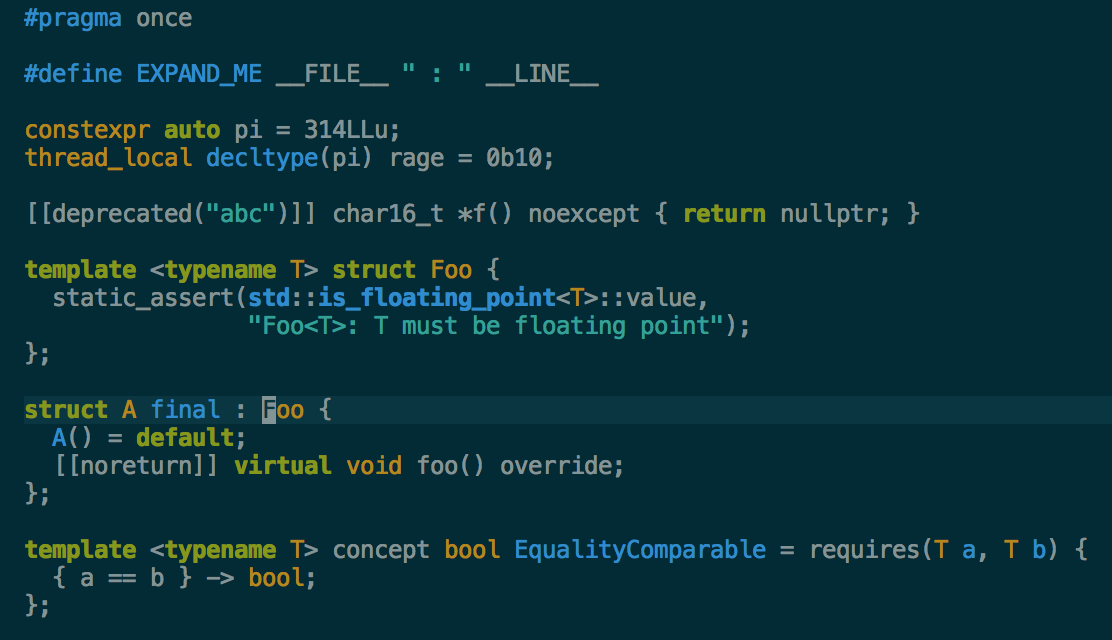 #pragma once
#define EXPAND_ME __FILE__ " : " __LINE__
constexpr auto pi = 314LLu;
thread_local decltype(pi) rage = 0b10;
[[deprecated("abc")]] char16_t *f() noexcept { return nullptr; }
template <typename T> struct Foo {
  static_assert(std::is_floating_point<T>::value,
                "Foo<T>: T must be floating point");
};
struct A final : Foo {
  A() = default;
  [[noreturn]] virtual void foo() override;
};
template <typename T> concept bool EqualityComparable = requires(T a, T b) {
  { a == b } -> bool;
};